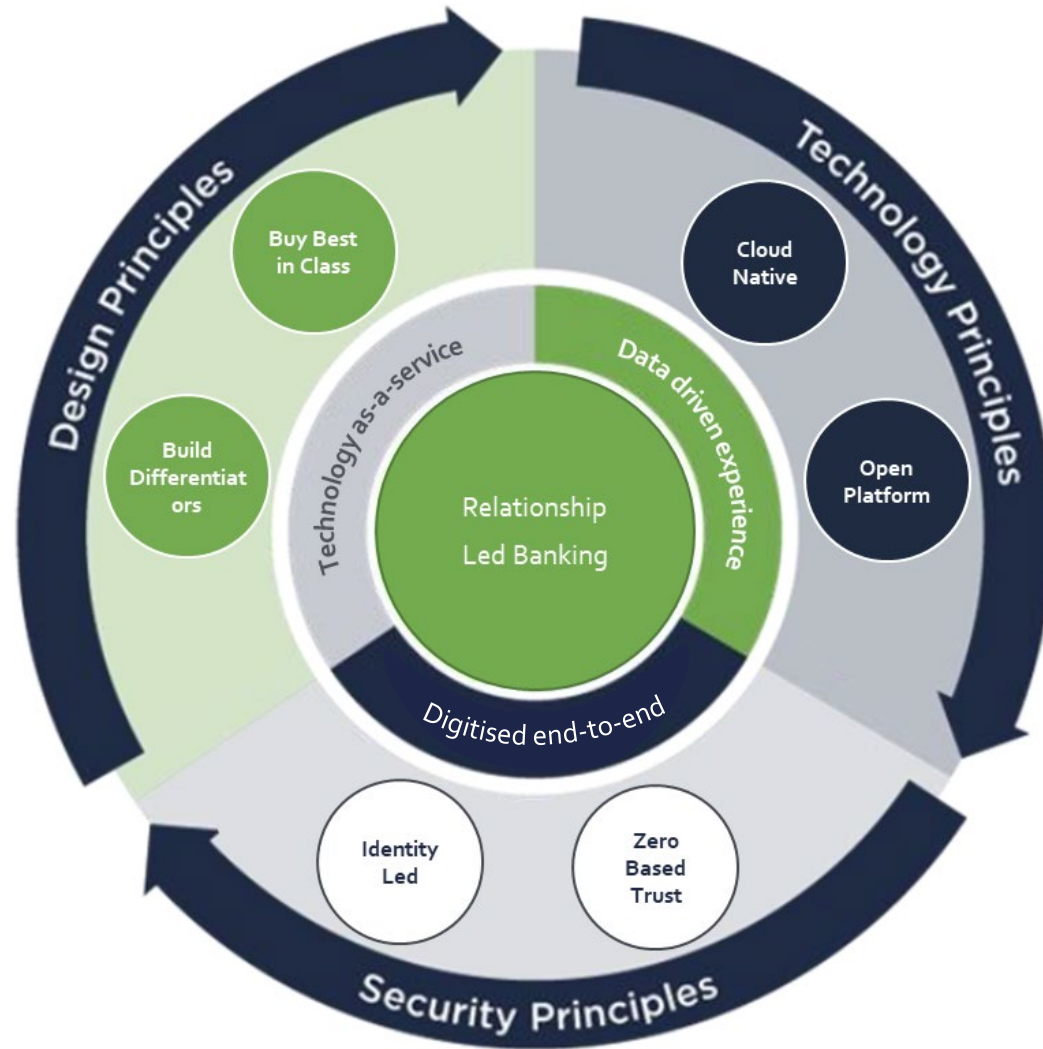 Design Principles
Technology Principles
Buy Best
in Class
Cloud
Native
Technology as-a-service
Data driven experience
Build
Differentiat
ors
Open
Platform
Relationship
Led Banking
Digitised end-to-end
Identity
Led
Zero
Based
Trust
Security Principles